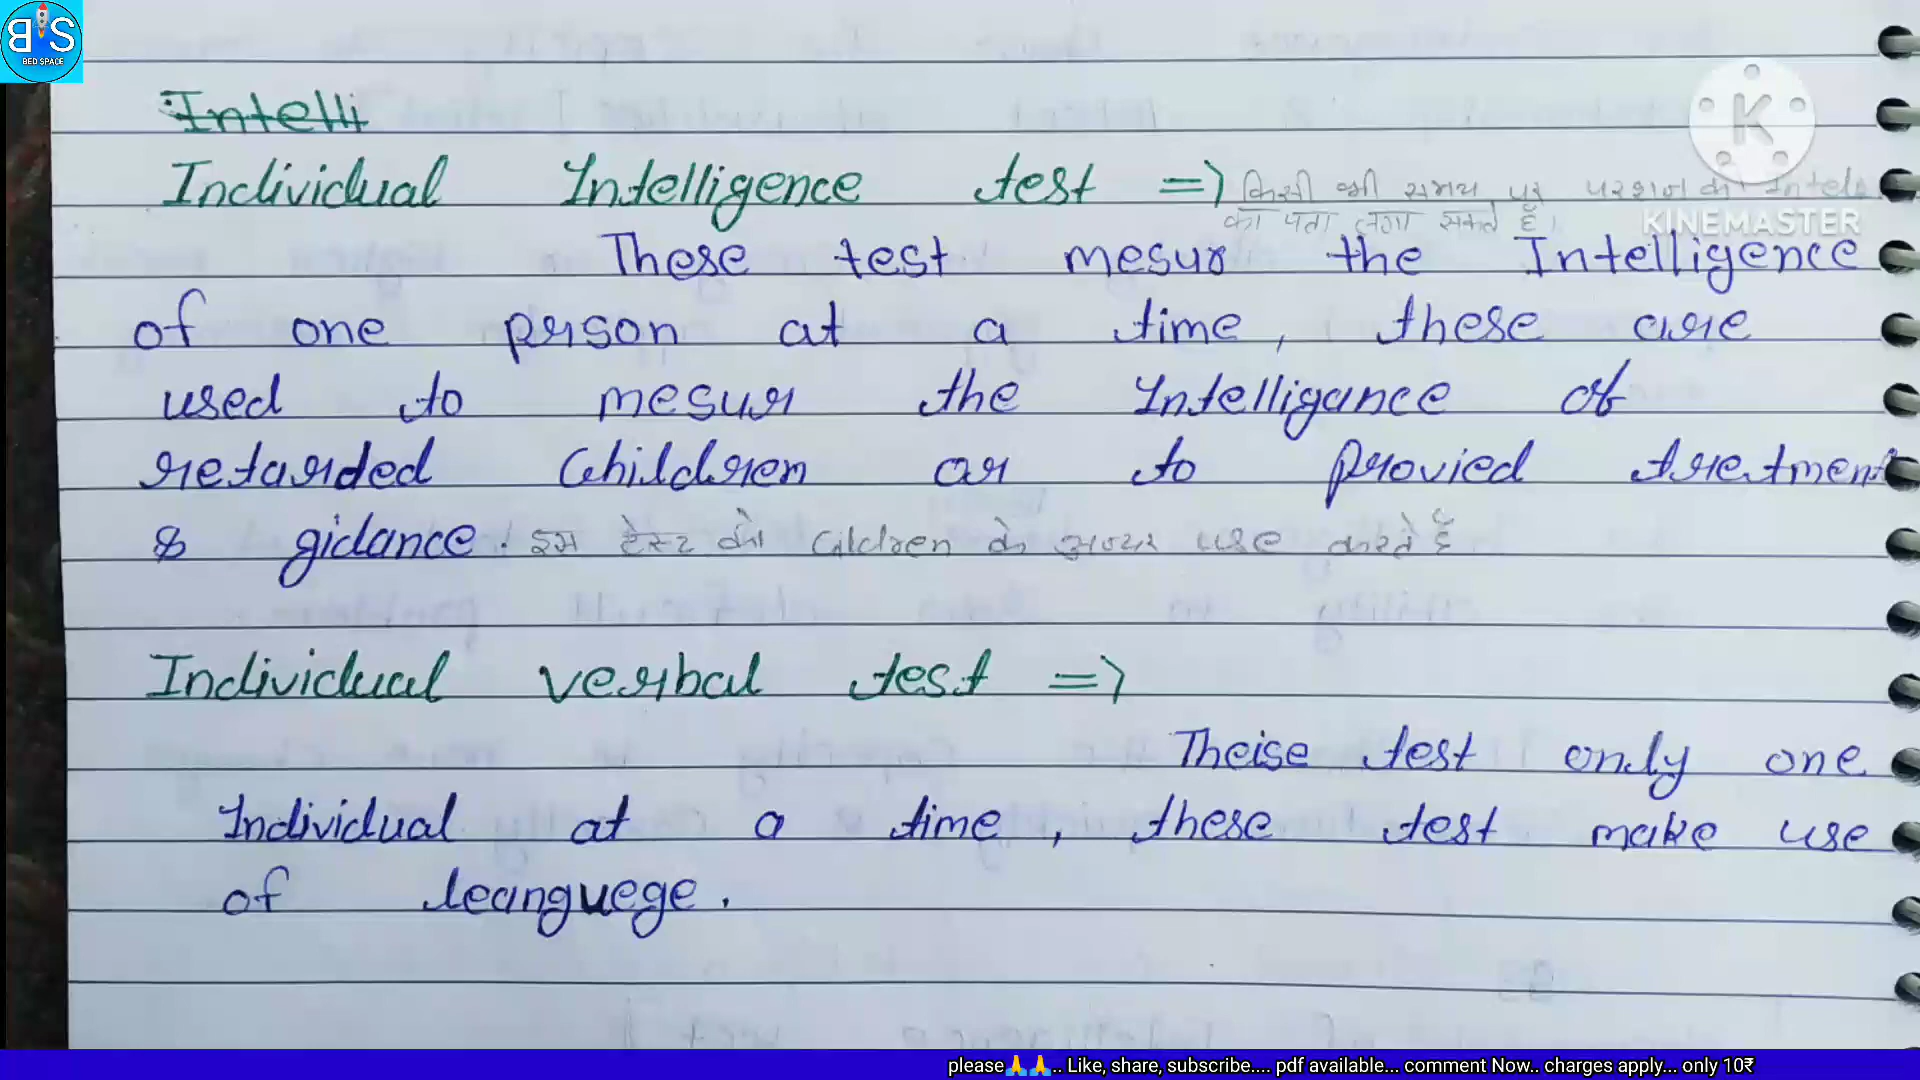 BS
BED SPACE
Intelli
Individual Intelligence test => किसी भी समय पर परशन का Intele
का पता लगा सकते हैं।
KINEMASTER
These test mesur the Intelligence
of one person at a time, these are
used to mesur the Intelligance of
retarded Children or to provied tretment
& gidance. इस टेस्ट को Cildren के अन्दर use करते हैं
Individual verbal test =>
Theise test only one
Individual at a time, these test make use
of leanguege.
please🙏🙏.. Like, share, subscribe.... pdf available... comment Now.. charges apply... only 10₹